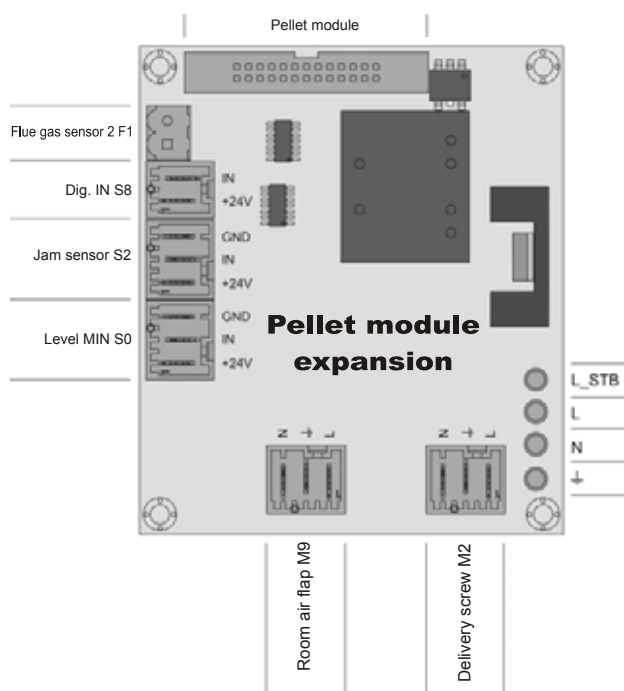 Pellet module
Flue gas sensor 2 F1
Dig. IN S8
IN
+24V
Jam sensor S2
GND
IN
+24V
Level MIN S0
GND
IN
+24V
Pellet module
expansion
L_STB
L
N
N L
N L
Room air flap M9
Delivery screw M2